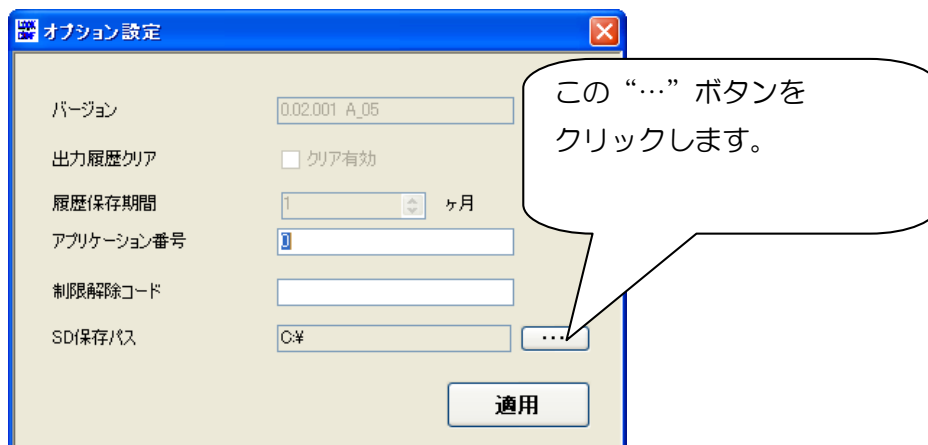 オプション設定
この“…”ボタンを
クリックします。
バージョン 0.02.001 A_05
出力履歴クリア クリア有効
履歴保存期間 1 ヶ月
アプリケーション番号 0
制限解除コード
SD保存パス C:¥ ...
適用